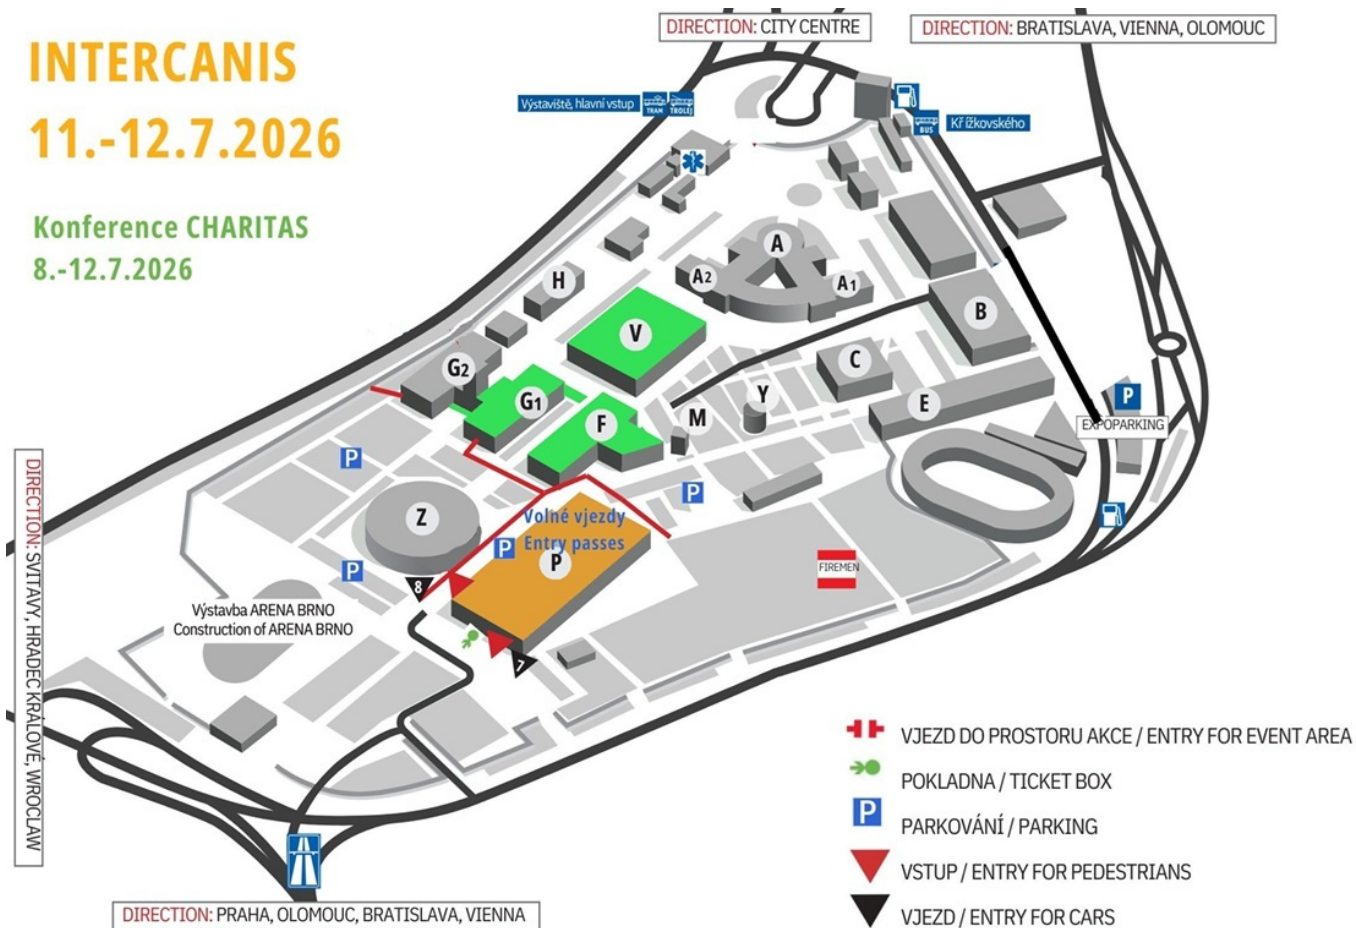 DIRECTION: CITY CENTRE
DIRECTION: BRATISLAVA, VIENNA, OLOMOUC
INTERCANIS
11.-12.7.2026
Konference CHARITAS
8.-12.7.2026
Výstaviště, hlavní vstup
TRAM
TROLEJ
BUS
Kř ížkovského
A
A2
A1
H
B
V
G2
C
G1
Y
E
F
M
P
EXPOPARKING
P
P
Z
Volné vjezdy
Entry passes
P
P
P
8
FIREMEN
Výstavba ARENA BRNO
Construction of ARENA BRNO
7
DIRECTION: SVITAVY, HRADEC KRÁLOVÉ, WROCLAW
VJEZD DO PROSTORU AKCE / ENTRY FOR EVENT AREA
POKLADNA / TICKET BOX
P PARKOVÁNÍ / PARKING
VSTUP / ENTRY FOR PEDESTRIANS
VJEZD / ENTRY FOR CARS
DIRECTION: PRAHA, OLOMOUC, BRATISLAVA, VIENNA